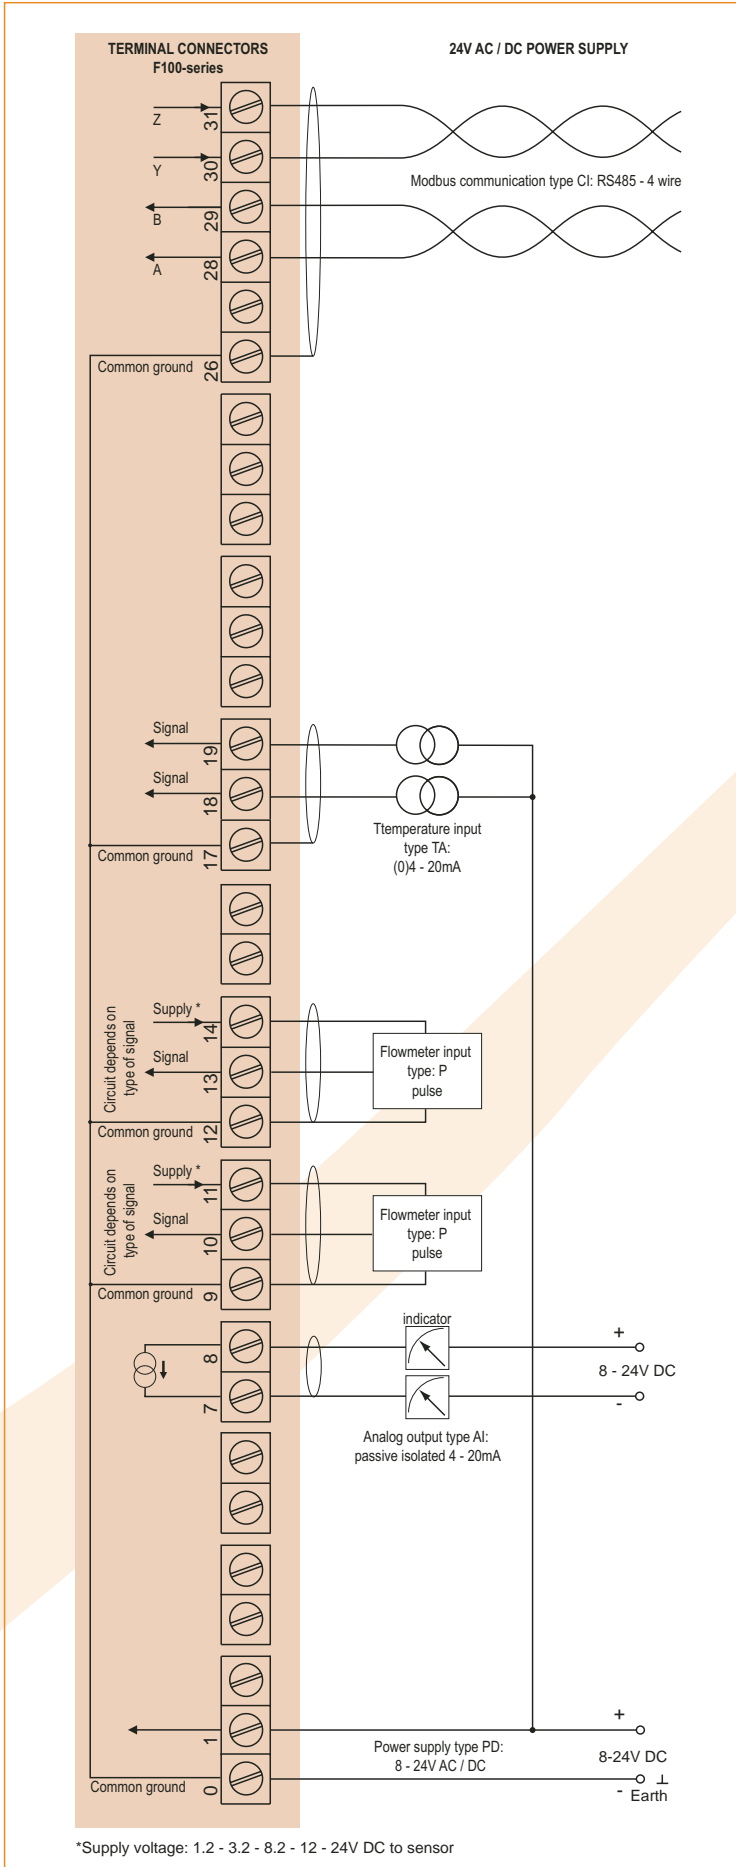 TERMINAL CONNECTORS
F100-series
24V AC / DC POWER SUPPLY
Z
31
Y
30
Modbus communication type CI: RS485 - 4 wire
B
29
A
28
Common ground
26
Signal
19
Signal
18
Ttemperature input
type TA:
(0)4 - 20mA
Common ground
17
Circuit depends on
type of signal
Supply *
14
Signal
13
Flowmeter input
type: P
pulse
Common ground
12
Circuit depends on
type of signal
Supply *
11
Signal
10
Flowmeter input
type: P
pulse
Common ground
9
indicator
8
+
8 - 24V DC
7
-
Analog output type AI:
passive isolated 4 - 20mA
1
+
Power supply type PD:
8 - 24V AC / DC
8-24V DC
Common ground
0
- ⊥
Earth
*Supply voltage: 1.2 - 3.2 - 8.2 - 12 - 24V DC to sensor